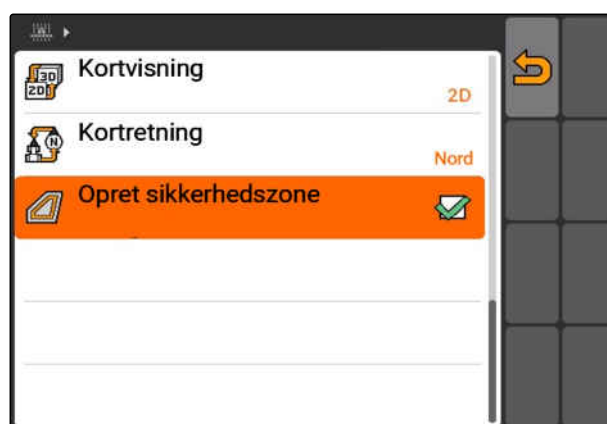 Kortvisning
2D
Kortretning
Nord
Opret sikkerhedszone